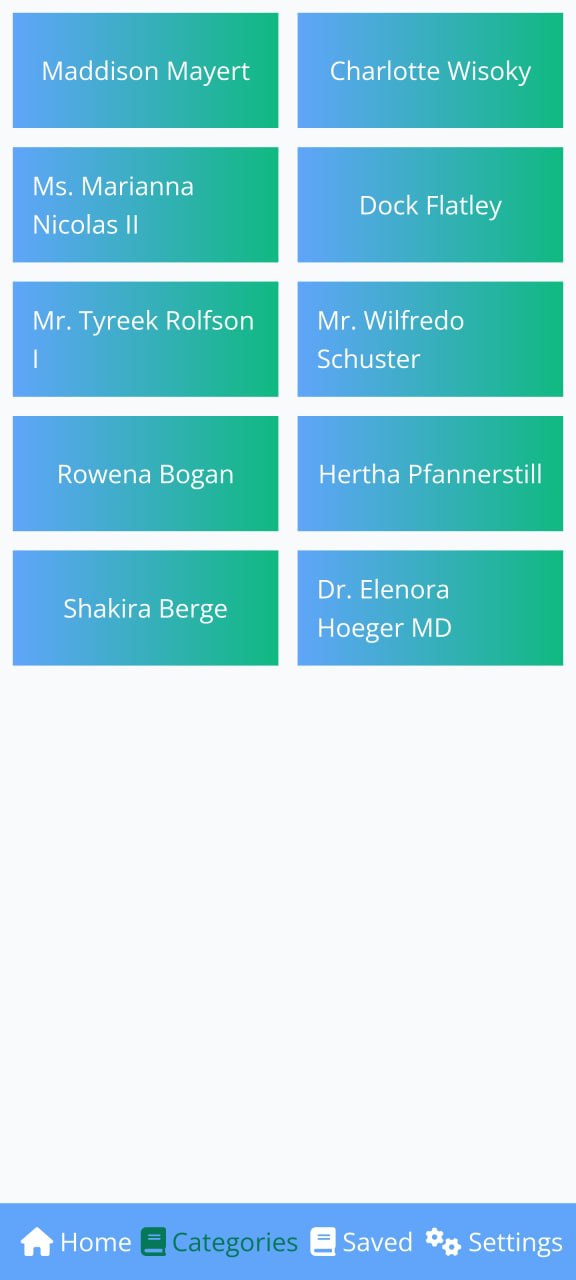 Maddison Mayert
Charlotte Wisoky
Ms. Marianna
Nicolas II
Dock Flatley
Mr. Tyreek Rolfson
I
Mr. Wilfredo
Schuster
Rowena Bogan
Hertha Pfannerstill
Shakira Berge
Dr. Elenora
Hoeger MD
Home Categories Saved Settings